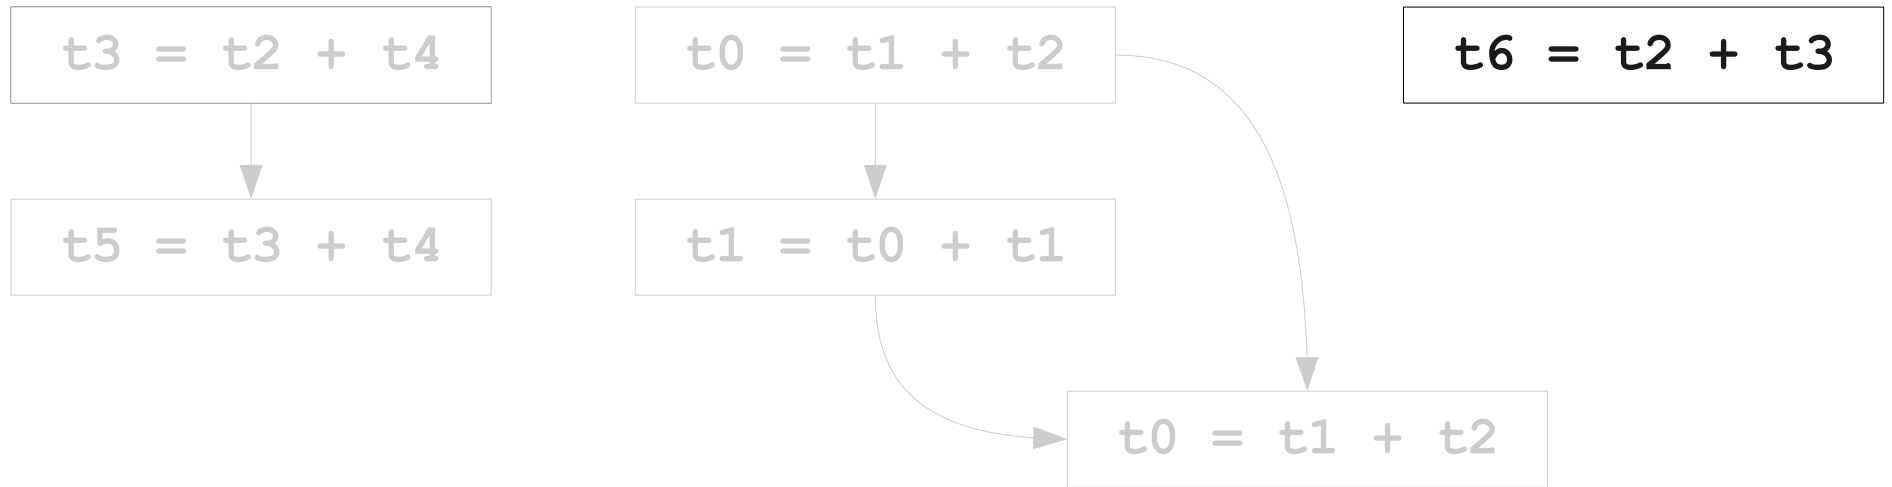 t3 = t2 + t4
t0 = t1 + t2
t6 = t2 + t3
t5 = t3 + t4
t1 = t0 + t1
t0 = t1 + t2